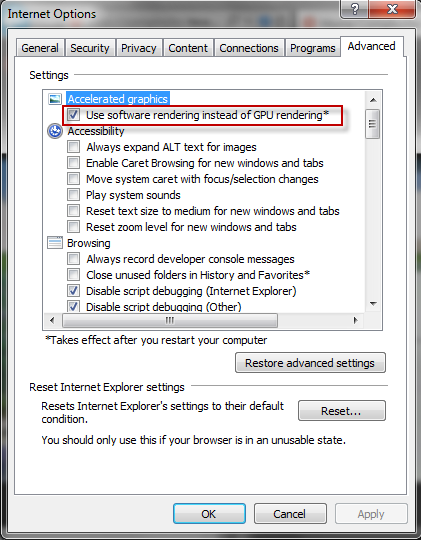 Internet Options
General Security Privacy Content Connections Programs Advanced
Settings
Accelerated graphics
Use software rendering instead of GPU rendering*
Accessibility
Always expand ALT text for images
Enable Caret Browsing for new windows and tabs
Move system caret with focus/selection changes
Play system sounds
Reset text size to medium for new windows and tabs
Reset zoom level for new windows and tabs
Browsing
Always record developer console messages
Close unused folders in History and Favorites*
Disable script debugging (Internet Explorer)
Disable script debugging (Other)
*Takes effect after you restart your computer
Restore advanced settings
Reset Internet Explorer settings
Resets Internet Explorer's settings to their default
condition.
Reset...
You should only use this if your browser is in an unusable state.
OK Cancel Apply